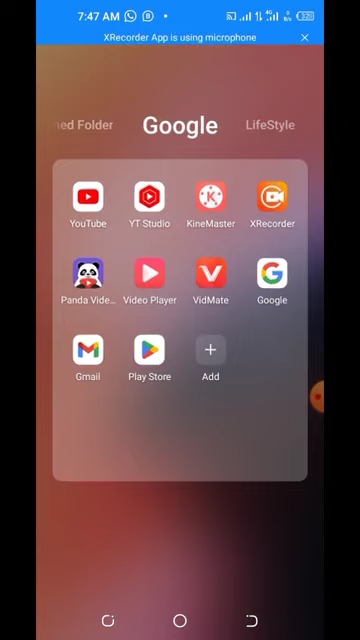 7:47 AM
XRecorder App is using microphone
ned Folder Google LifeStyle
YouTube YT Studio KineMaster XRecorder
Panda Vide... Video Player VidMate Google
Gmail Play Store Add